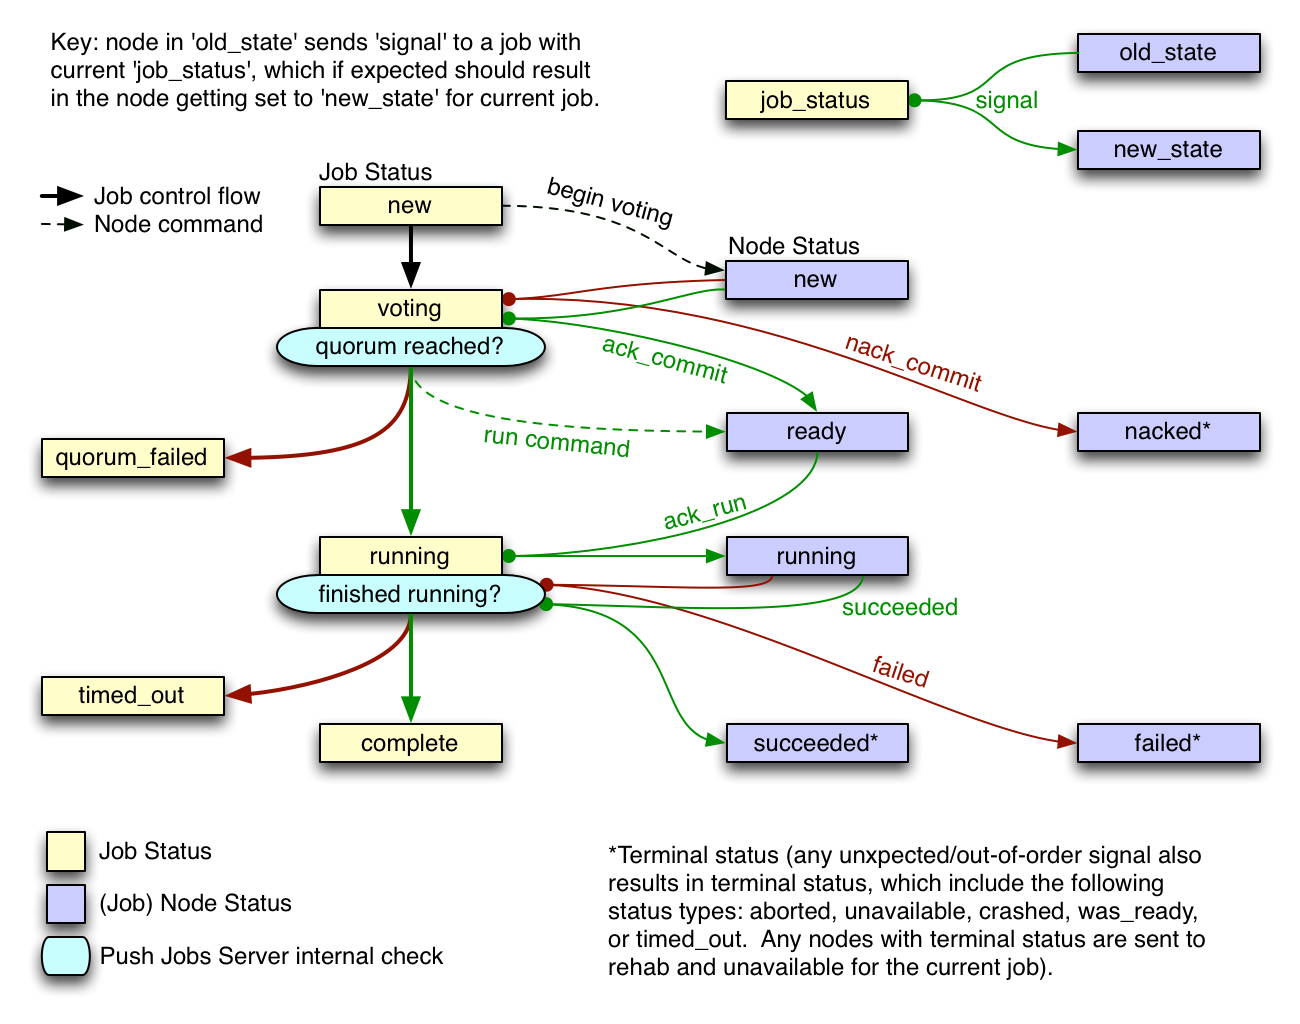 Key: node in 'old_state' sends 'signal' to a job with
current 'job_status', which if expected should result
in the node getting set to 'new_state' for current job.
old_state
job_status
signal
new_state
Job control flow
Node command
Job Status
new
begin voting
Node Status
new
voting
quorum reached?
ack_commit
nack_commit
run command
ready
nacked*
quorum_failed
ack_run
running
running
finished running?
succeeded
failed
timed_out
complete
succeeded*
failed*
Job Status
(Job) Node Status
Push Jobs Server internal check
*Terminal status (any unxpected/out-of-order signal also
results in terminal status, which include the following
status types: aborted, unavailable, crashed, was_ready,
or timed_out.  Any nodes with terminal status are sent to
rehab and unavailable for the current job).